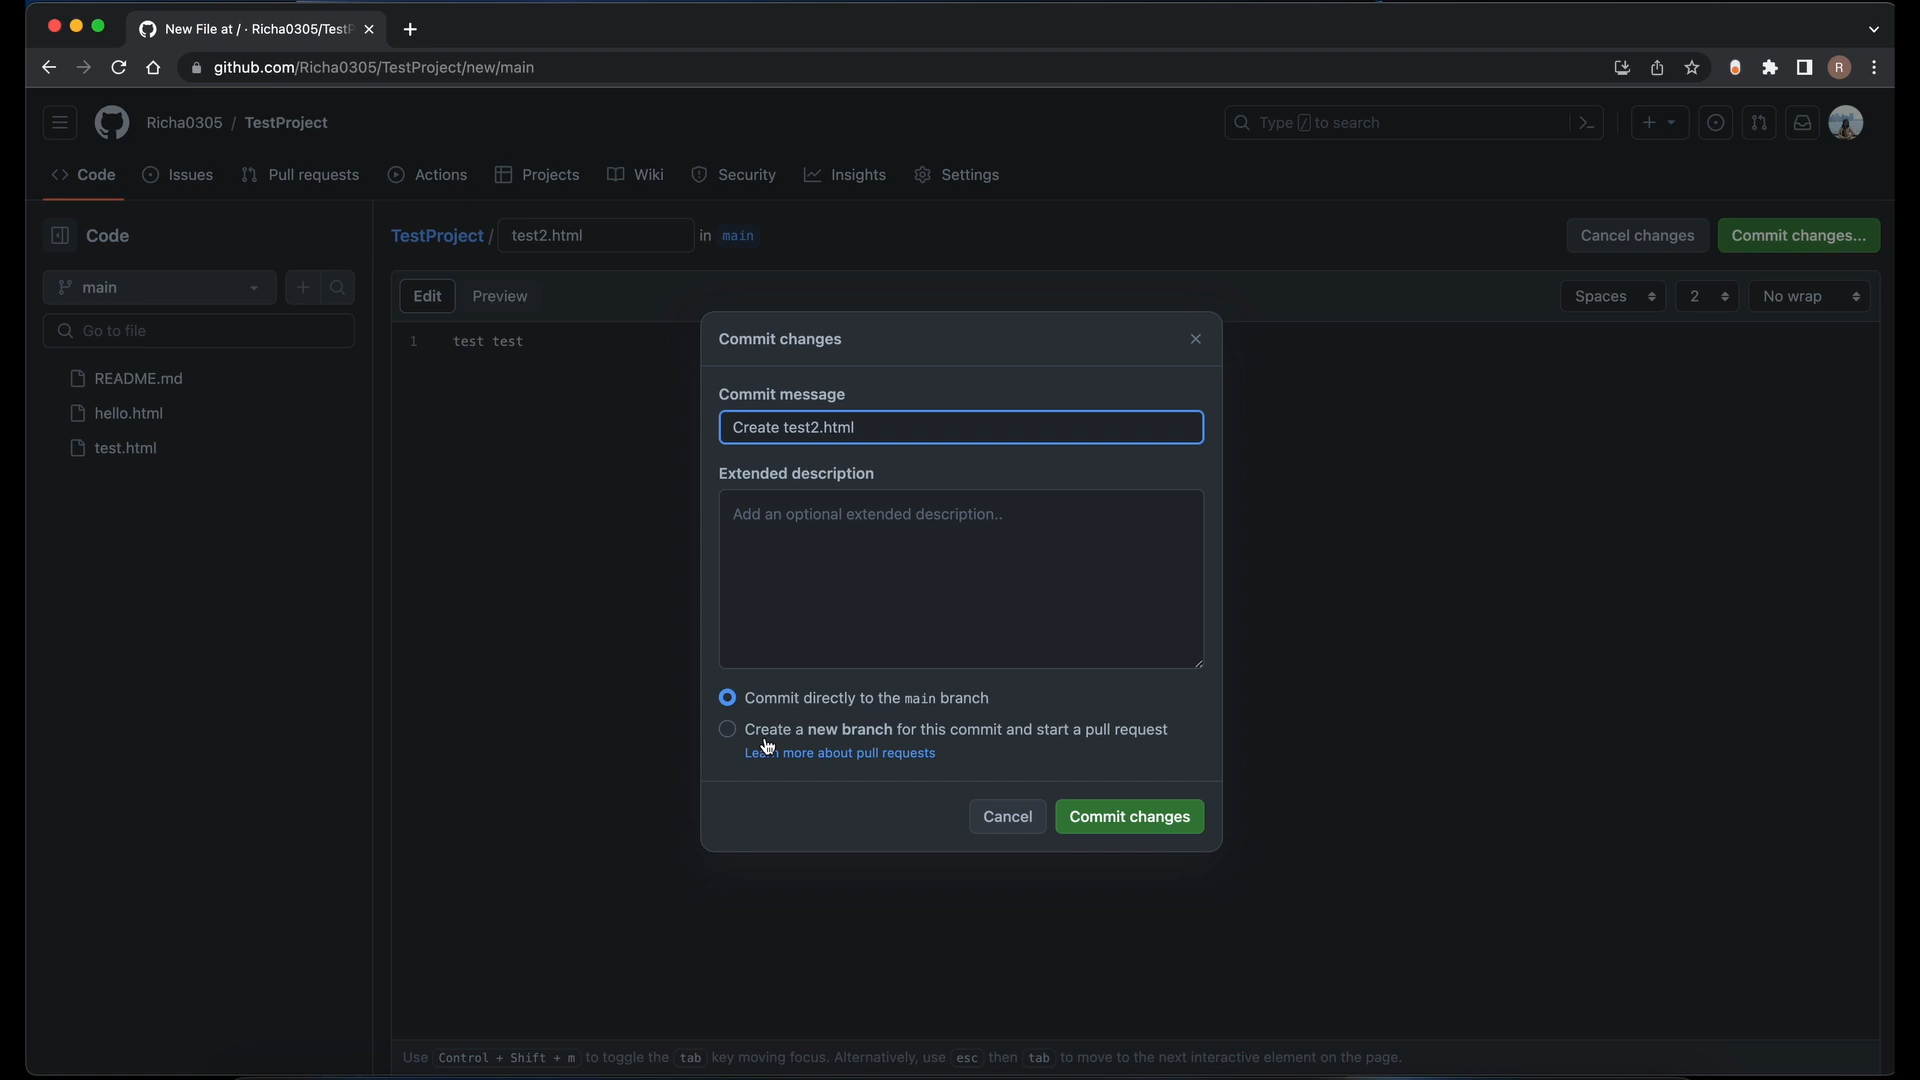 New File at / · Richa0305/TestP
github.com/Richa0305/TestProject/new/main
R
Richa0305 / TestProject
Type / to search
Code Issues Pull requests Actions Projects Wiki Security Insights Settings
Code
TestProject / test2.html in main
Cancel changes Commit changes...
main
Edit Preview
Spaces 2 No wrap
Go to file
1 test test
README.md
hello.html
test.html
Commit changes
Commit message
Create test2.html
Extended description
Add an optional extended description..
Commit directly to the main branch
Create a new branch for this commit and start a pull request
Learn more about pull requests
Cancel Commit changes
Use Control + Shift + m to toggle the tab key moving focus. Alternatively, use esc then tab to move to the next interactive element on the page.